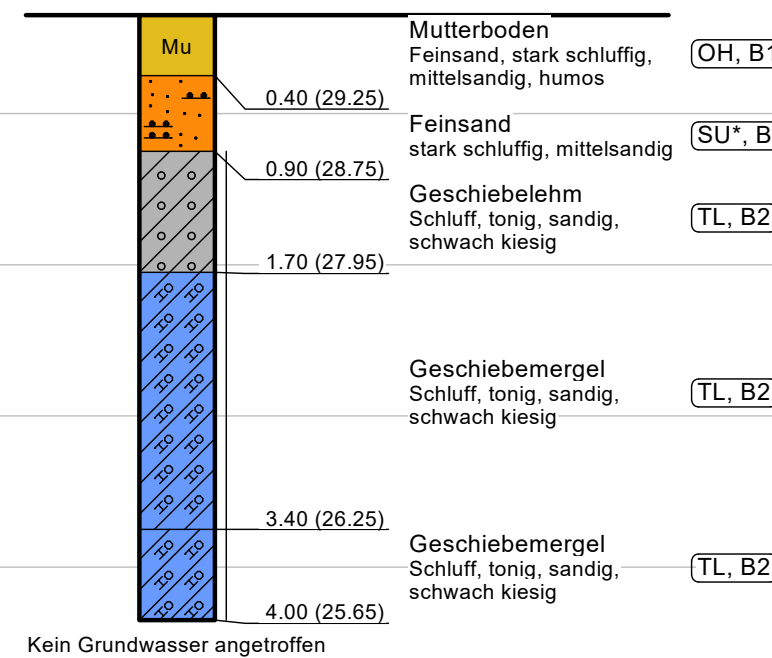 Mu
Mutterboden
Feinsand, stark schluffig,
mittelsandig, humos
OH, B1
0.40 (29.25)
Feinsand
stark schluffig, mittelsandig
SU*, B
0.90 (28.75)
Geschiebelehm
Schluff, tonig, sandig,
schwach kiesig
TL, B2
1.70 (27.95)
Geschiebemergel
Schluff, tonig, sandig,
schwach kiesig
TL, B2
3.40 (26.25)
Geschiebemergel
Schluff, tonig, sandig,
schwach kiesig
TL, B2
4.00 (25.65)
Kein Grundwasser angetroffen